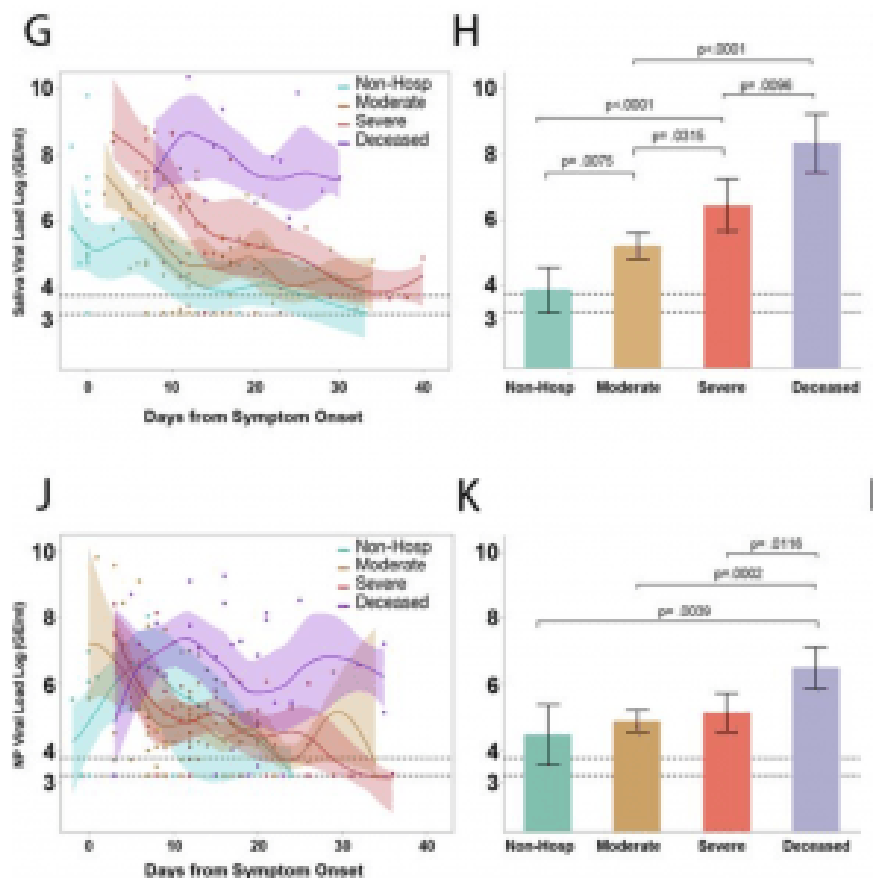 G
Saliva Viral Load Log (GE/ml)
10
8
6
4
3
Non-Hosp
Moderate
Severe
Deceased
0 10 20 30 40
Days from Symptom Onset
H
10
8
6
4
3
p=.0001
p= .0096
p=.0001
p= .0315
p= .0075
Non-Hosp Moderate Severe Deceased
J
NP Viral Load Log (GE/ml)
10
8
6
4
3
Non-Hosp
Moderate
Severe
Deceased
0 10 20 30 40
Days from Symptom Onset
K
10
8
6
4
3
p= .0116
p=.0002
p= .0039
Non-Hosp Moderate Severe Deceased